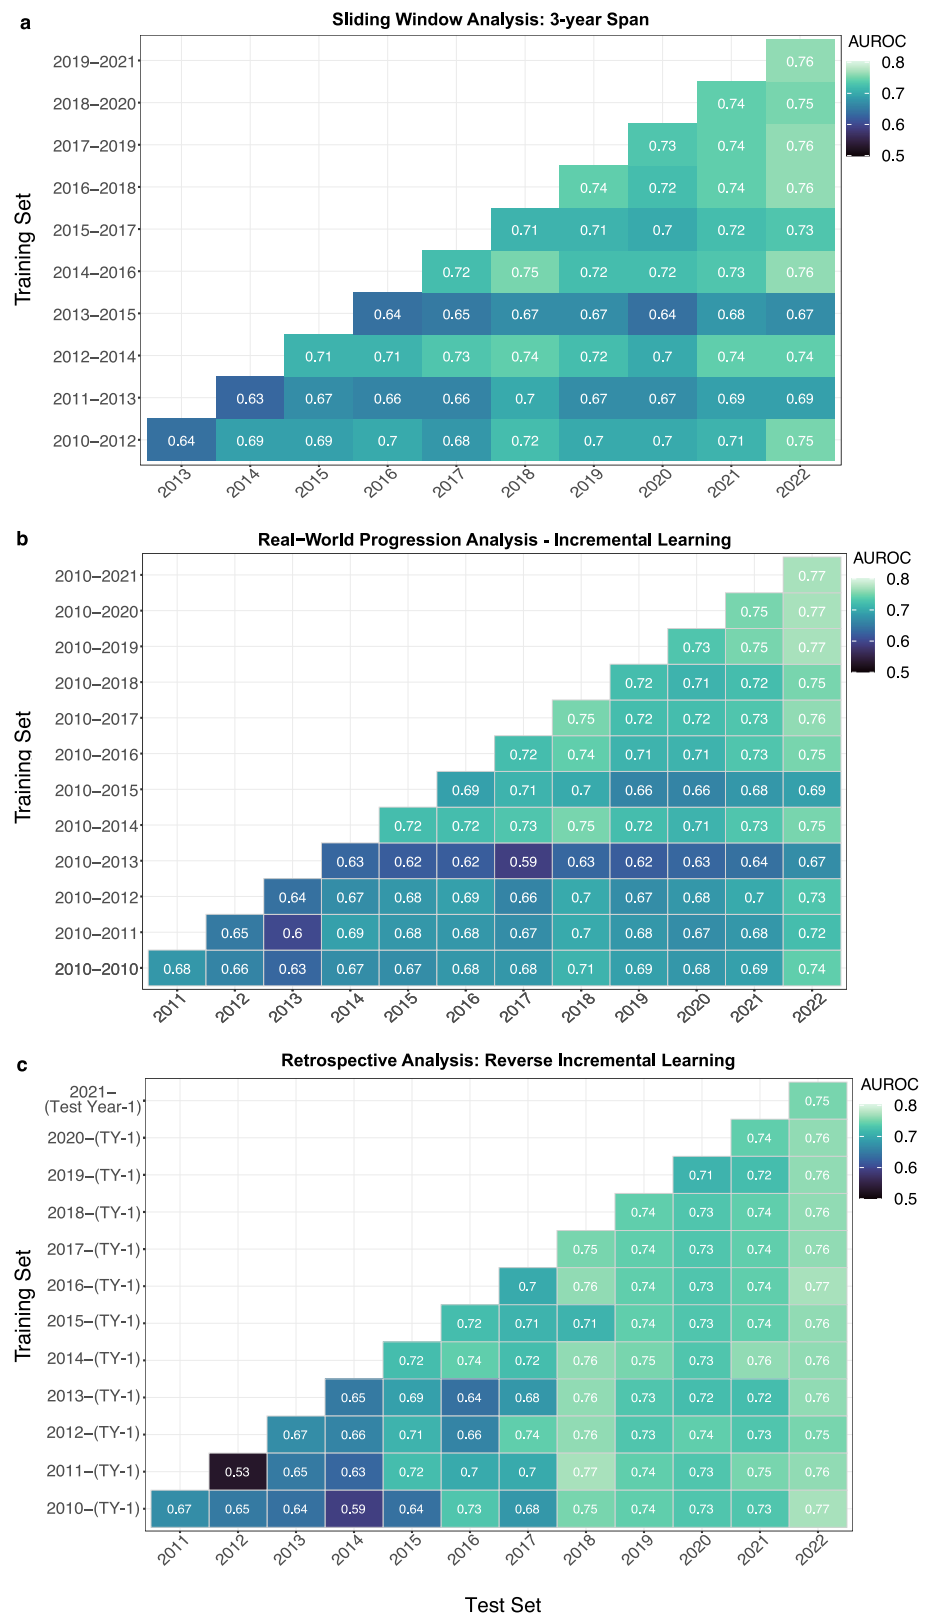 a
Sliding Window Analysis: 3-year Span
AUROC
0.8
0.7
0.6
0.5
Training Set
2019–2021 0.76
2018–2020 0.74 0.75
2017–2019 0.73 0.74 0.76
2016–2018 0.74 0.72 0.74 0.76
2015–2017 0.71 0.71 0.7 0.72 0.73
2014–2016 0.72 0.75 0.72 0.72 0.73 0.76
2013–2015 0.64 0.65 0.67 0.67 0.64 0.68 0.67
2012–2014 0.71 0.71 0.73 0.74 0.72 0.7 0.74 0.74
2011–2013 0.63 0.67 0.66 0.66 0.7 0.67 0.67 0.69 0.69
2010–2012 0.64 0.69 0.69 0.7 0.68 0.72 0.7 0.7 0.71 0.75
2013 2014 2015 2016 2017 2018 2019 2020 2021 2022
b
Real–World Progression Analysis - Incremental Learning
AUROC
0.8
0.7
0.6
0.5
Training Set
2010–2021 0.77
2010–2020 0.75 0.77
2010–2019 0.73 0.75 0.77
2010–2018 0.72 0.71 0.72 0.75
2010–2017 0.75 0.72 0.72 0.73 0.76
2010–2016 0.72 0.74 0.71 0.71 0.73 0.75
2010–2015 0.69 0.71 0.7 0.66 0.66 0.68 0.69
2010–2014 0.72 0.72 0.73 0.75 0.72 0.71 0.73 0.75
2010–2013 0.63 0.62 0.62 0.59 0.63 0.62 0.63 0.64 0.67
2010–2012 0.64 0.67 0.68 0.69 0.66 0.7 0.68 0.68 0.7 0.73
2010–2011 0.65 0.6 0.69 0.68 0.68 0.67 0.7 0.68 0.67 0.68 0.72
2010–2010 0.68 0.66 0.63 0.67 0.67 0.68 0.68 0.71 0.69 0.68 0.69 0.74
2011 2012 2013 2014 2015 2016 2017 2018 2019 2020 2021 2022
c
Retrospective Analysis: Reverse Incremental Learning
AUROC
0.8
0.7
0.6
0.5
Training Set
2021–
(Test Year-1) 0.75
2020–(TY-1) 0.74 0.76
2019–(TY-1) 0.71 0.72 0.76
2018–(TY-1) 0.74 0.73 0.74 0.76
2017–(TY-1) 0.75 0.74 0.73 0.74 0.76
2016–(TY-1) 0.7 0.76 0.74 0.73 0.74 0.77
2015–(TY-1) 0.72 0.71 0.71 0.74 0.73 0.74 0.76
2014–(TY-1) 0.72 0.74 0.72 0.76 0.75 0.73 0.76 0.76
2013–(TY-1) 0.65 0.69 0.64 0.68 0.76 0.73 0.72 0.72 0.76
2012–(TY-1) 0.67 0.66 0.71 0.66 0.74 0.76 0.73 0.74 0.73 0.75
2011–(TY-1) 0.53 0.65 0.63 0.72 0.7 0.7 0.77 0.74 0.73 0.75 0.76
2010–(TY-1) 0.67 0.65 0.64 0.59 0.64 0.73 0.68 0.75 0.74 0.73 0.73 0.77
2011 2012 2013 2014 2015 2016 2017 2018 2019 2020 2021 2022
Test Set